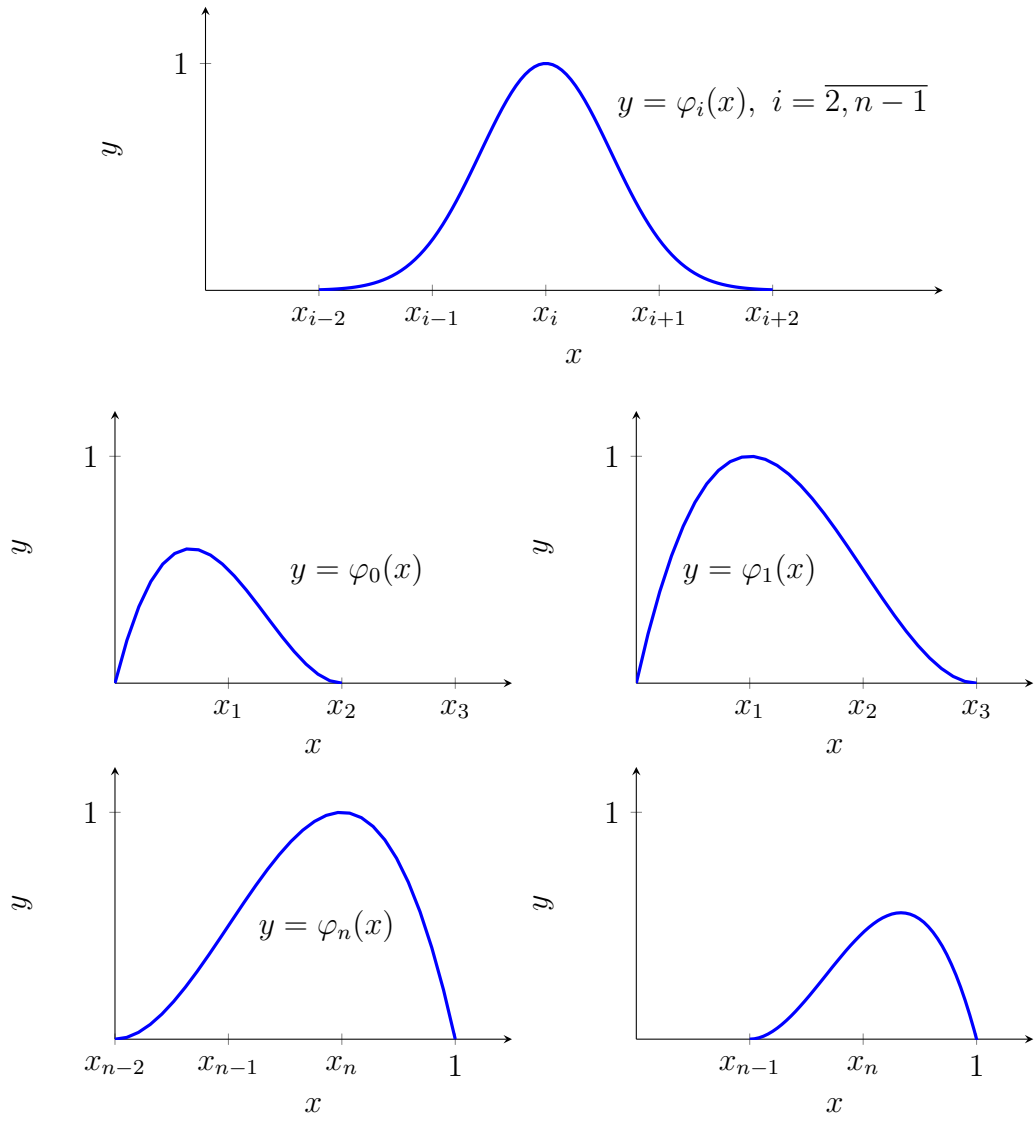 1
y = φ_i(x), i = \overline{2, n − 1}
y
x_{i−2} x_{i−1} x_i x_{i+1} x_{i+2}
x
1
y = φ_0(x)
y
x_1 x_2 x_3
x
1
y = φ_1(x)
y
x_1 x_2 x_3
x
1
y = φ_n(x)
y
x_{n−2} x_{n−1} x_n 1
x
1
y
x_{n−1} x_n 1
x